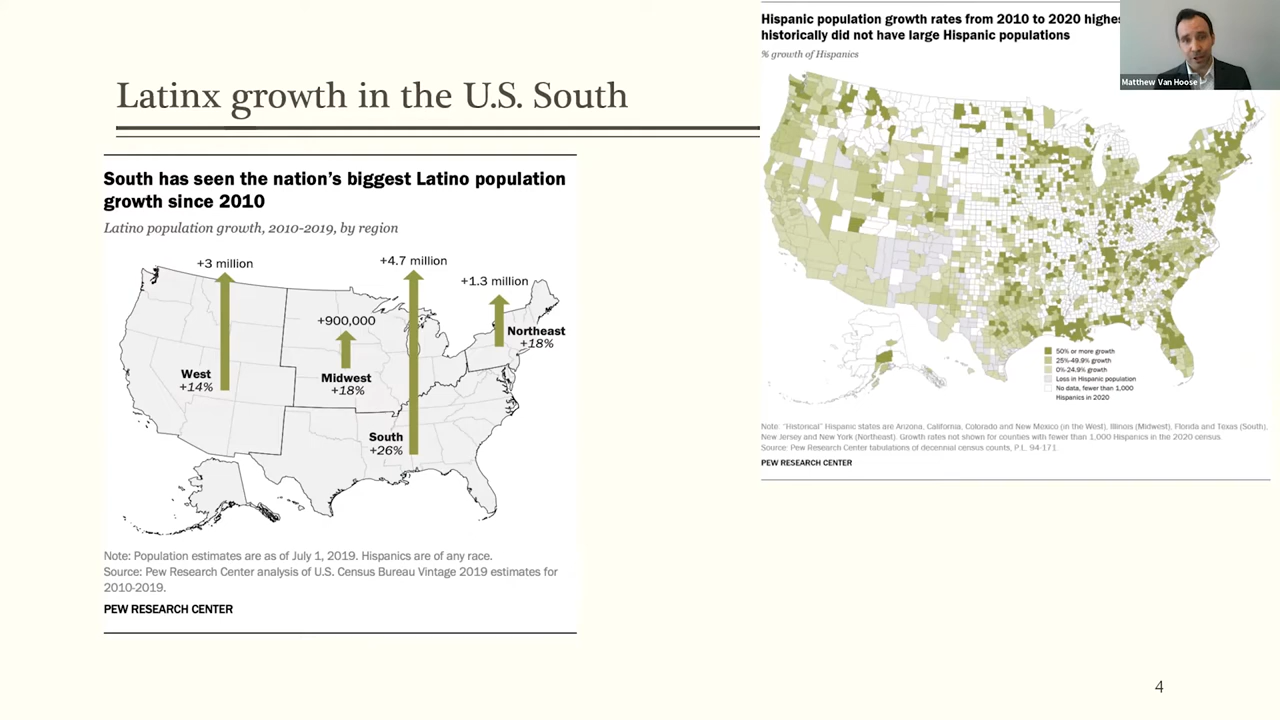 Latinx growth in the U.S. South
South has seen the nation's biggest Latino population
growth since 2010
Latino population growth, 2010-2019, by region
+3 million
+4.7 million
+1.3 million
+900,000
Northeast
+18%
West
+14%
Midwest
+18%
South
+26%
Note: Population estimates are as of July 1, 2019. Hispanics are of any race.
Source: Pew Research Center analysis of U.S. Census Bureau Vintage 2019 estimates for
2010-2019.
PEW RESEARCH CENTER
Hispanic population growth rates from 2010 to 2020
historically did not have large Hispanic populations
% growth of Hispanics
Matthew Van Hoose
50% or more growth
25%-49.9% growth
0%-24.9% growth
Loss in Hispanic population
No data, fewer than 1,000
Hispanics in 2020
Note: "Historical" Hispanic states are Arizona, California, Colorado and New Mexico (in the West), Illinois (Midwest), Florida and Texas (South),
New Jersey and New York (Northeast). Growth rates not shown for counties with fewer than 1,000 Hispanics in the 2020 census.
Source: Pew Research Center tabulations of decennial census counts, P.L. 94-171.
PEW RESEARCH CENTER
4